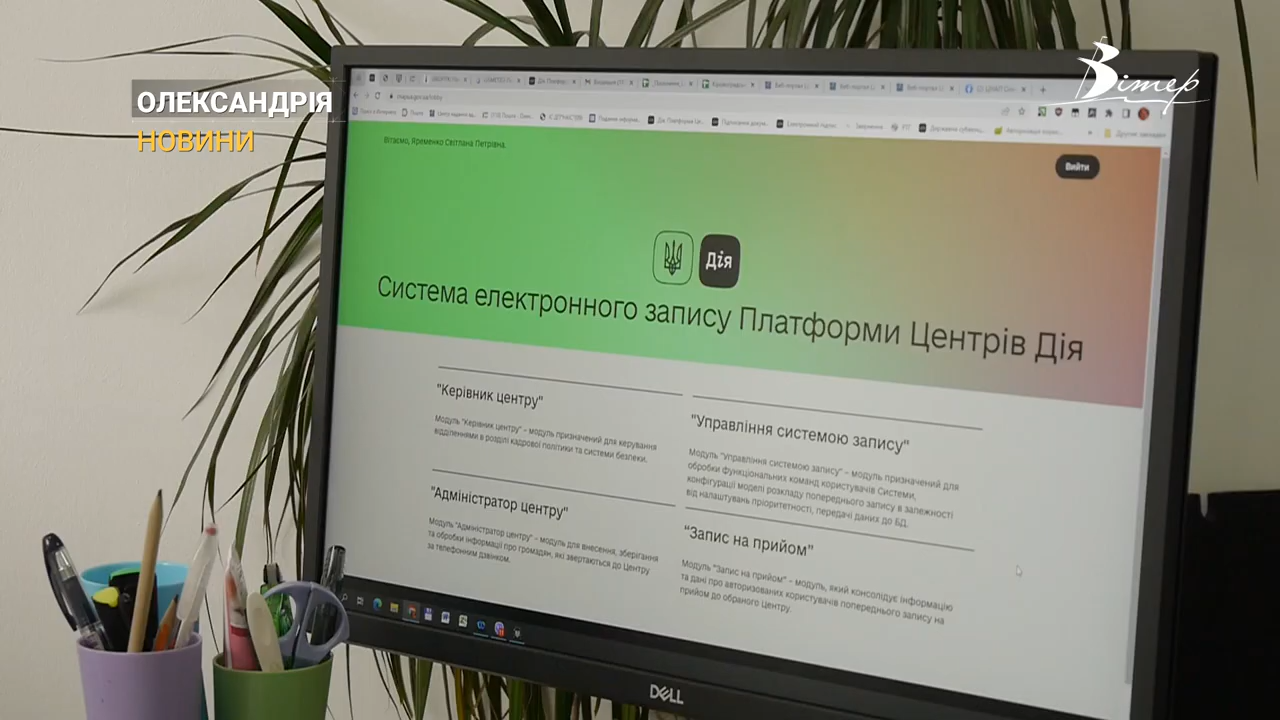 ОЛЕКСАНДРІЯ
НОВИНИ
Вітер
Вітаємо, Яременко Світлана Петрівна.
Вийти
Дія
Система електронного запису Платформи Центрів Дія
"Керівник центру"
Модуль "Керівник центру" – модуль призначений для керування
відділеннями в розділі кадрової політики та системи безпеки.
"Управління системою запису"
Модуль "Управління системою запису" – модуль призначений для
обробки функціональних команд користувачів Системи,
конфігурації моделі розкладу попереднього запису в залежності
від налаштувань пріоритетності, передачі даних до БД.
"Адміністратор центру"
Модуль "Адміністратор центру" – модуль для внесення, зберігання
та обробки інформації про громадян, які звертаються до Центру
за телефонним дзвінком.
"Запис на прийом"
Модуль "Запис на прийом" – модуль, який консолідує інформацію
та дані про авторизованих користувачів попереднього запису на
прийом до обраного Центру.
DELL